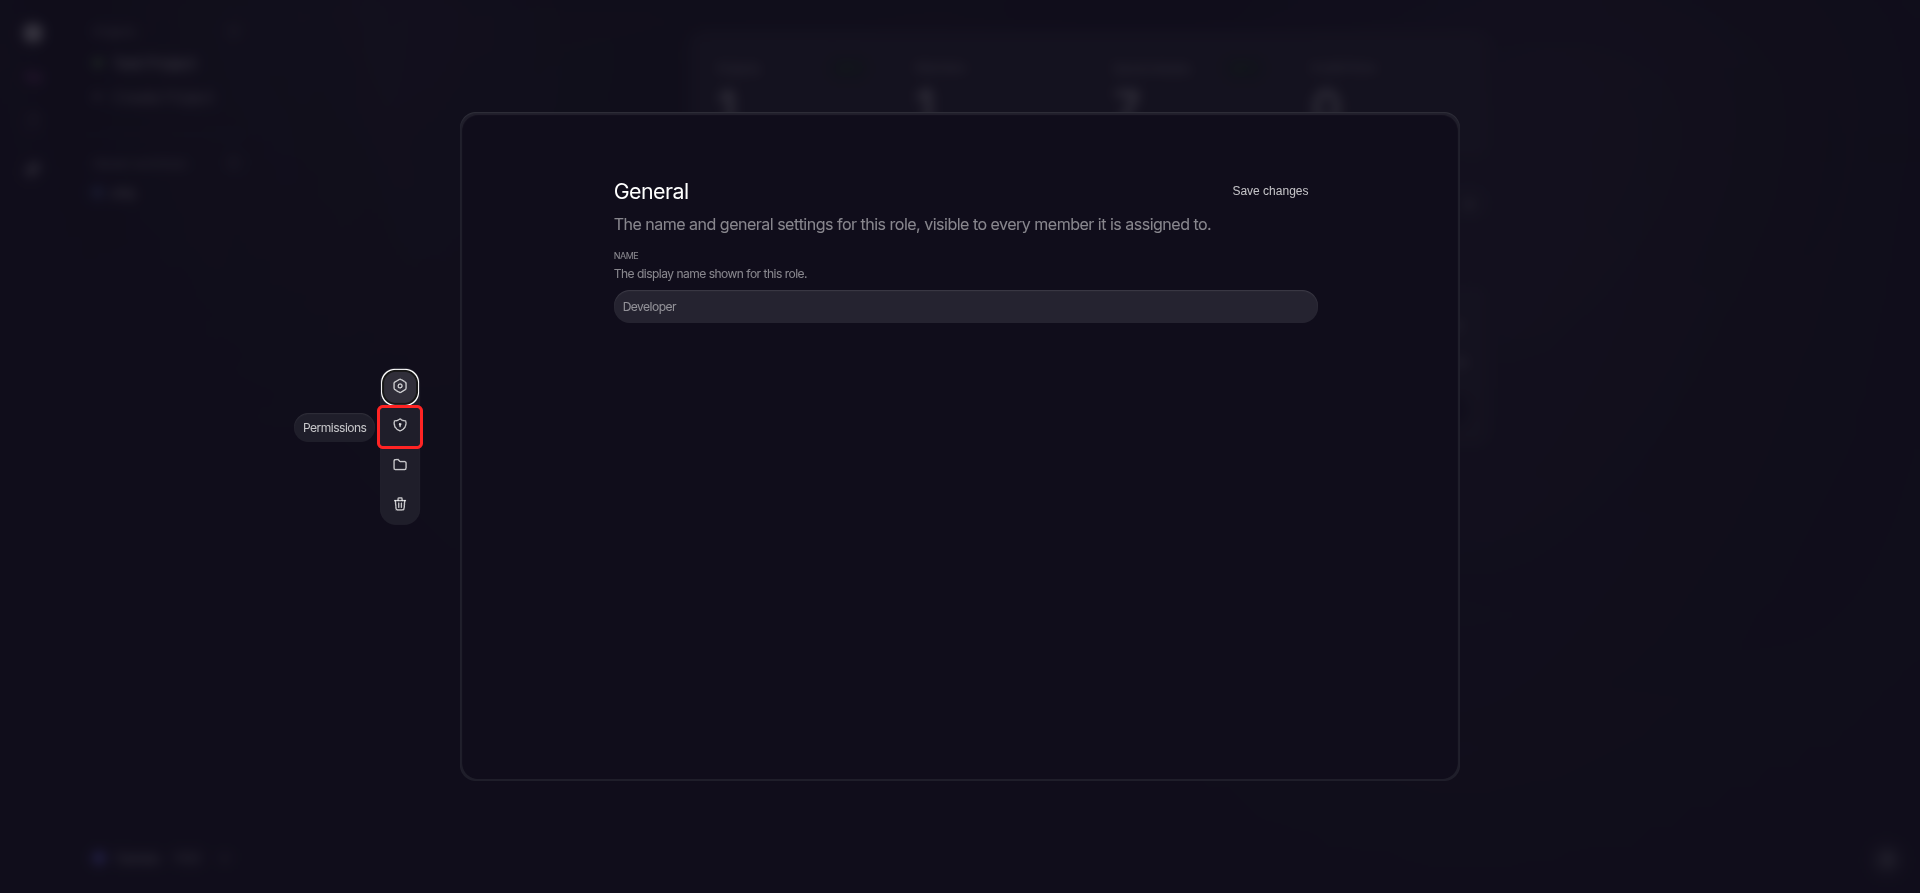 General
Save changes
The name and general settings for this role, visible to every member it is assigned to.
NAME
The display name shown for this role.
Developer
Permissions